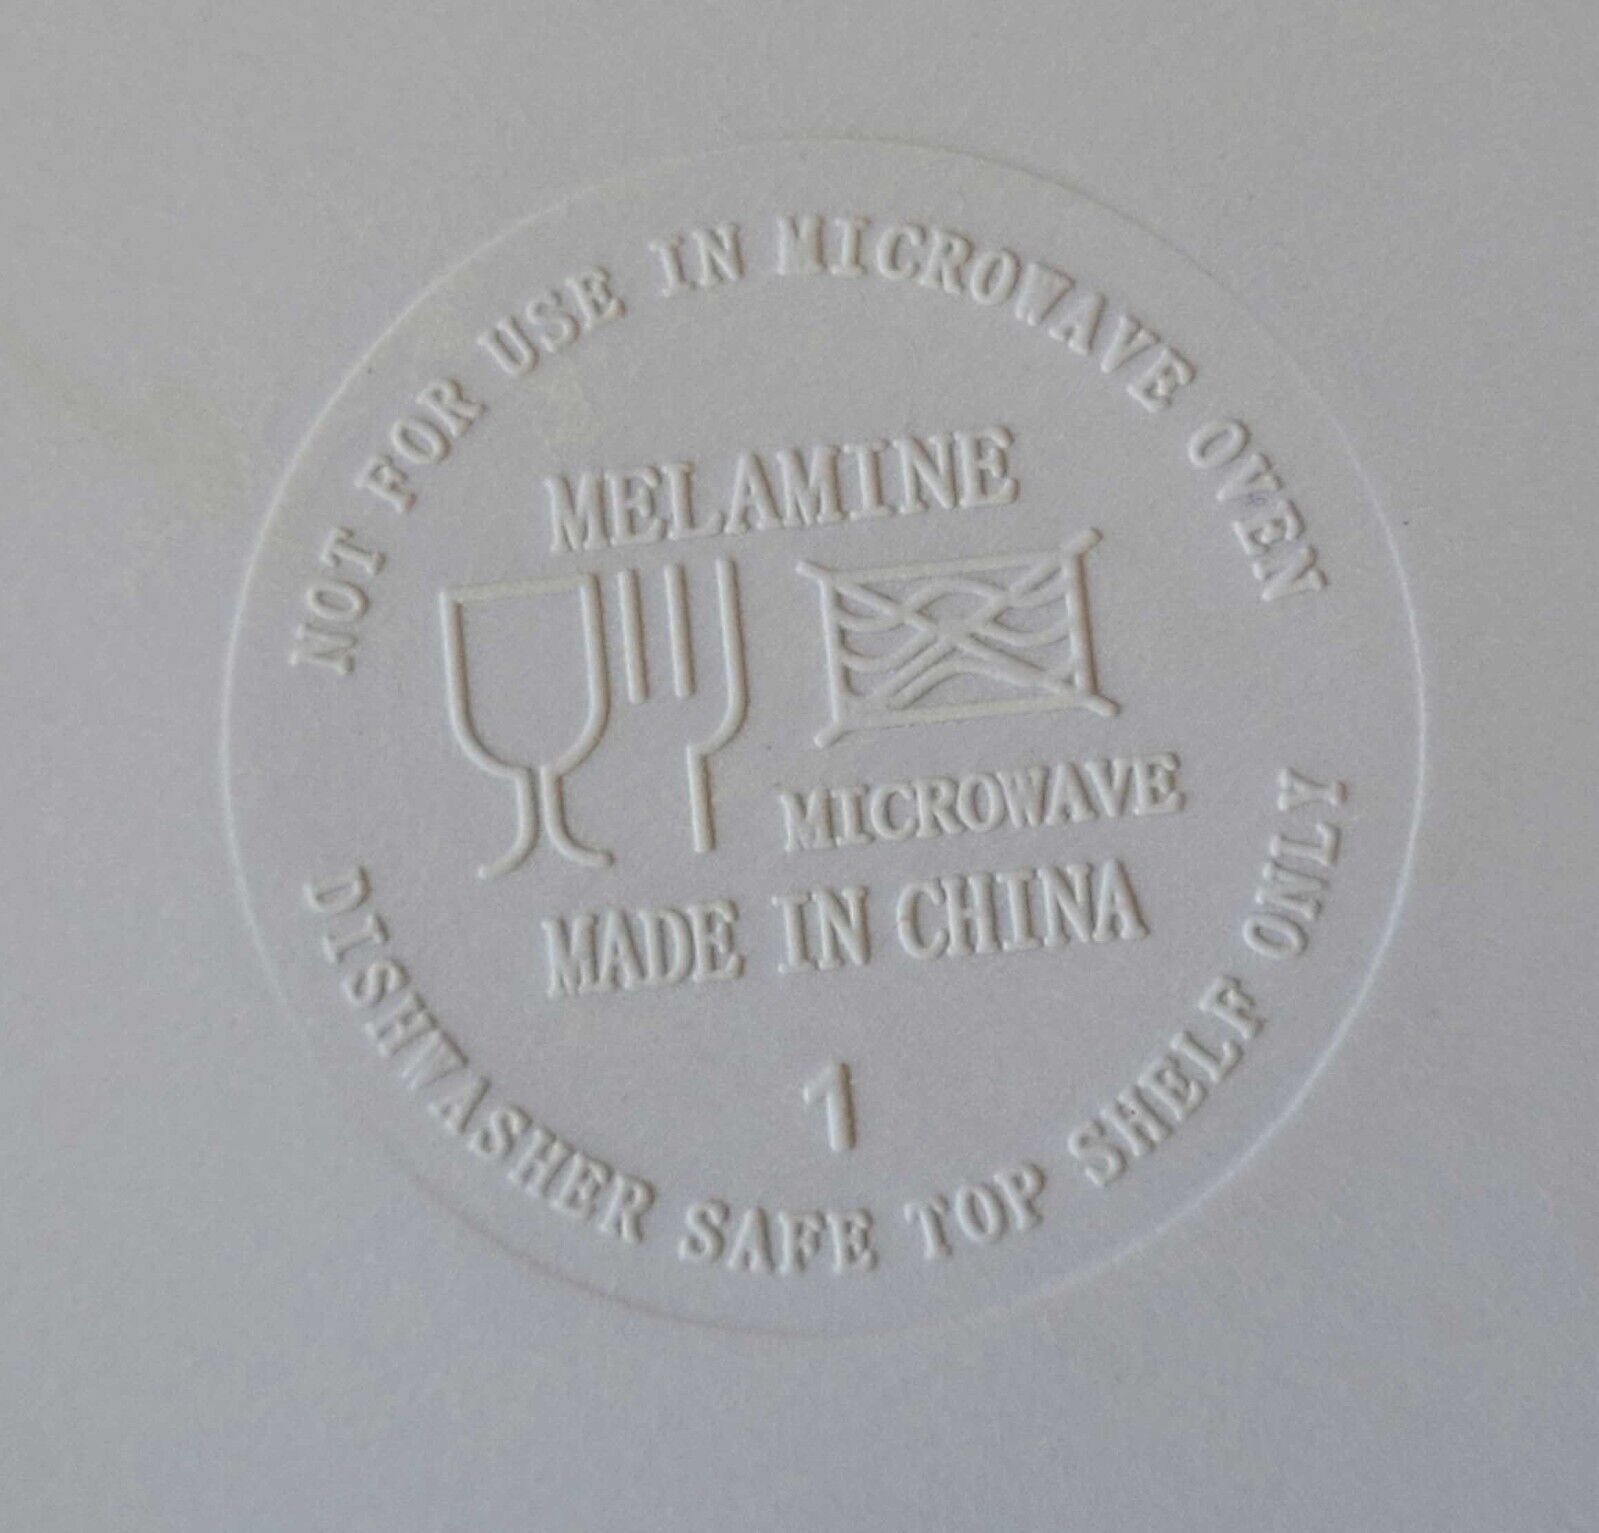 NOT FOR USE IN MICROWAVE OVEN
MELAMINE
MICROWAVE
MADE IN CHINA
1
DISHWASHER SAFE TOP SHELF ONLY